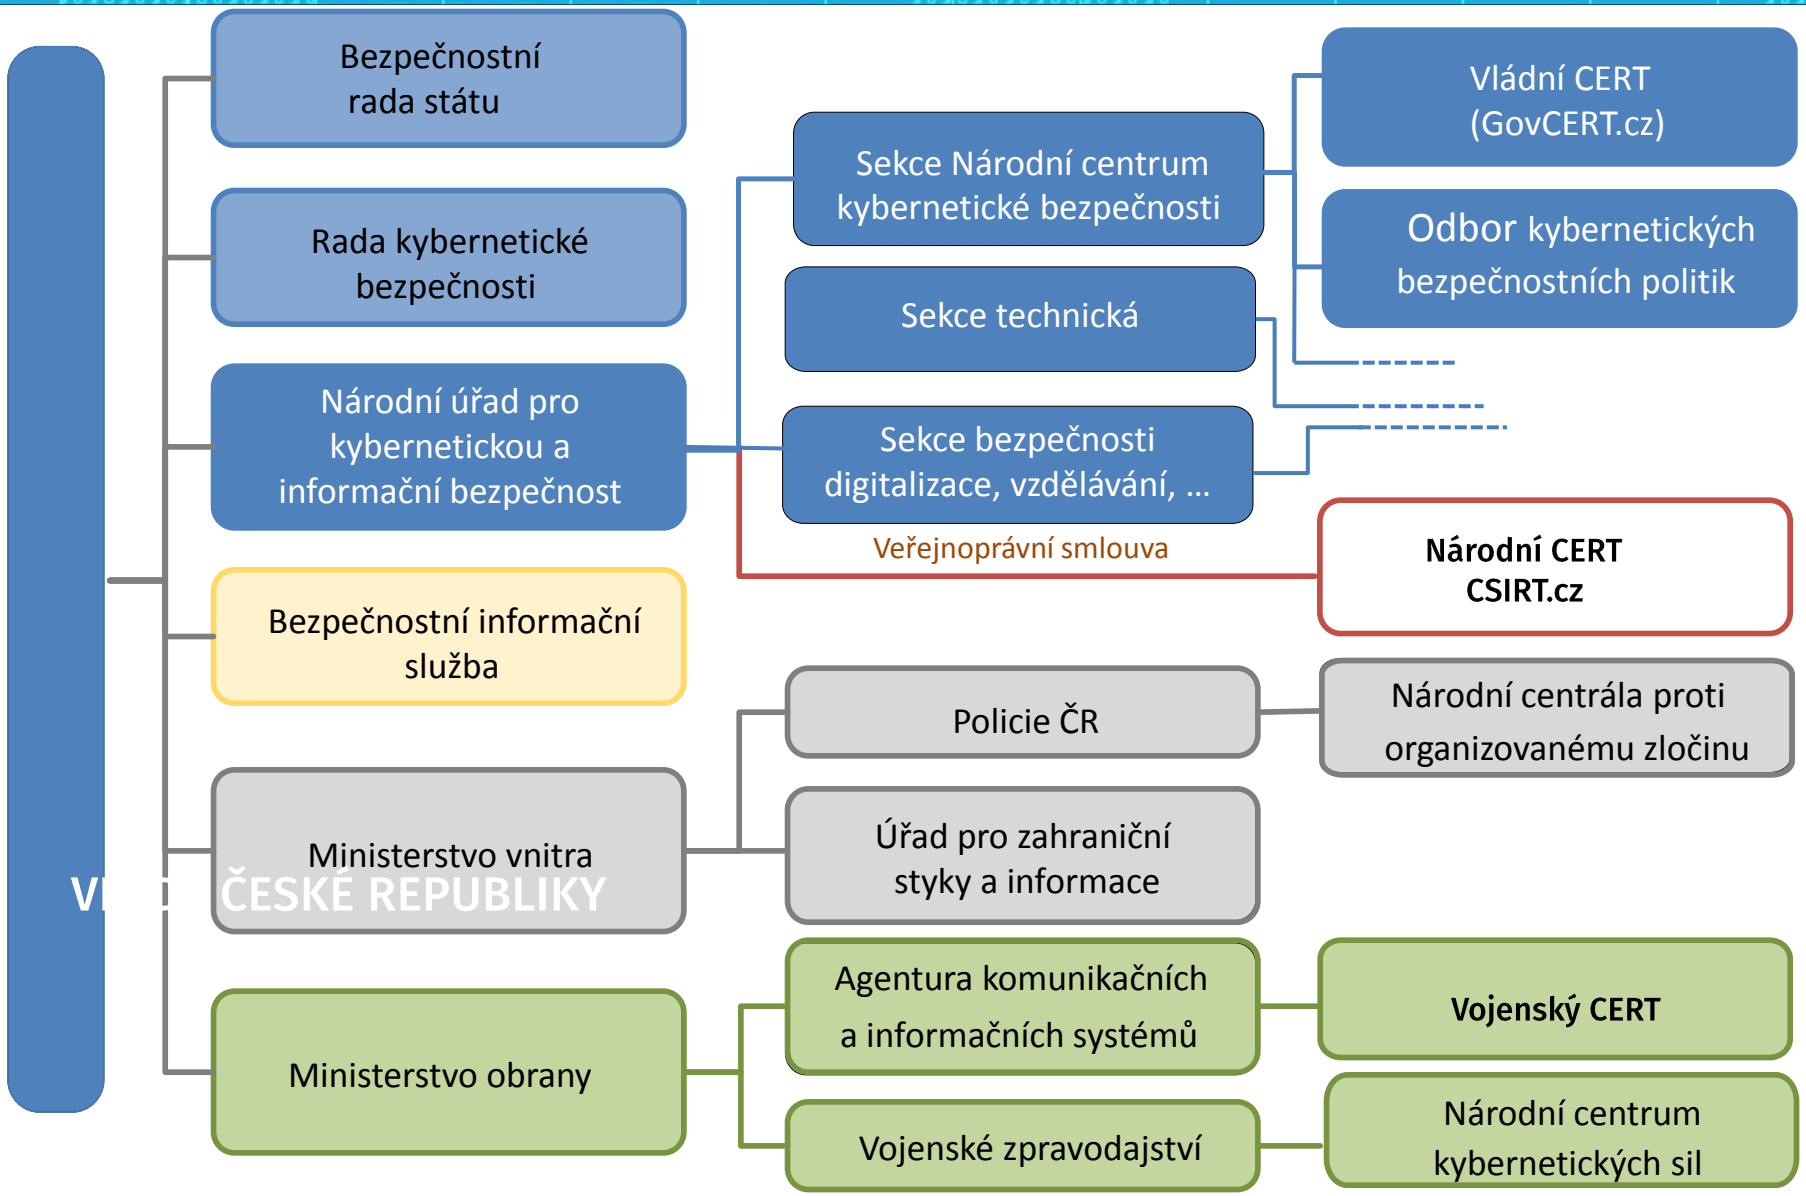 Bezpečnostní
rada státu
Rada kybernetické
bezpečnosti
Národní úřad pro
kybernetickou a
informační bezpečnost
Bezpečnostní informační
služba
Ministerstvo vnitra
ČESKÉ REPUBLIKY
Ministerstvo obrany
Sekce Národní centrum
kybernetické bezpečnosti
Sekce technická
Sekce bezpečnosti
digitalizace, vzdělávání, ...
Veřejnoprávní smlouva
Policie ČR
Úřad pro zahraniční
styky a informace
Agentura komunikačních
a informačních systémů
Vojenské zpravodajství
Vládní CERT
(GovCERT.cz)
Odbor kybernetických
bezpečnostních politik
Národní CERT
CSIRT.cz
Národní centrála proti
organizovanému zločinu
Vojenský CERT
Národní centrum
kybernetických sil